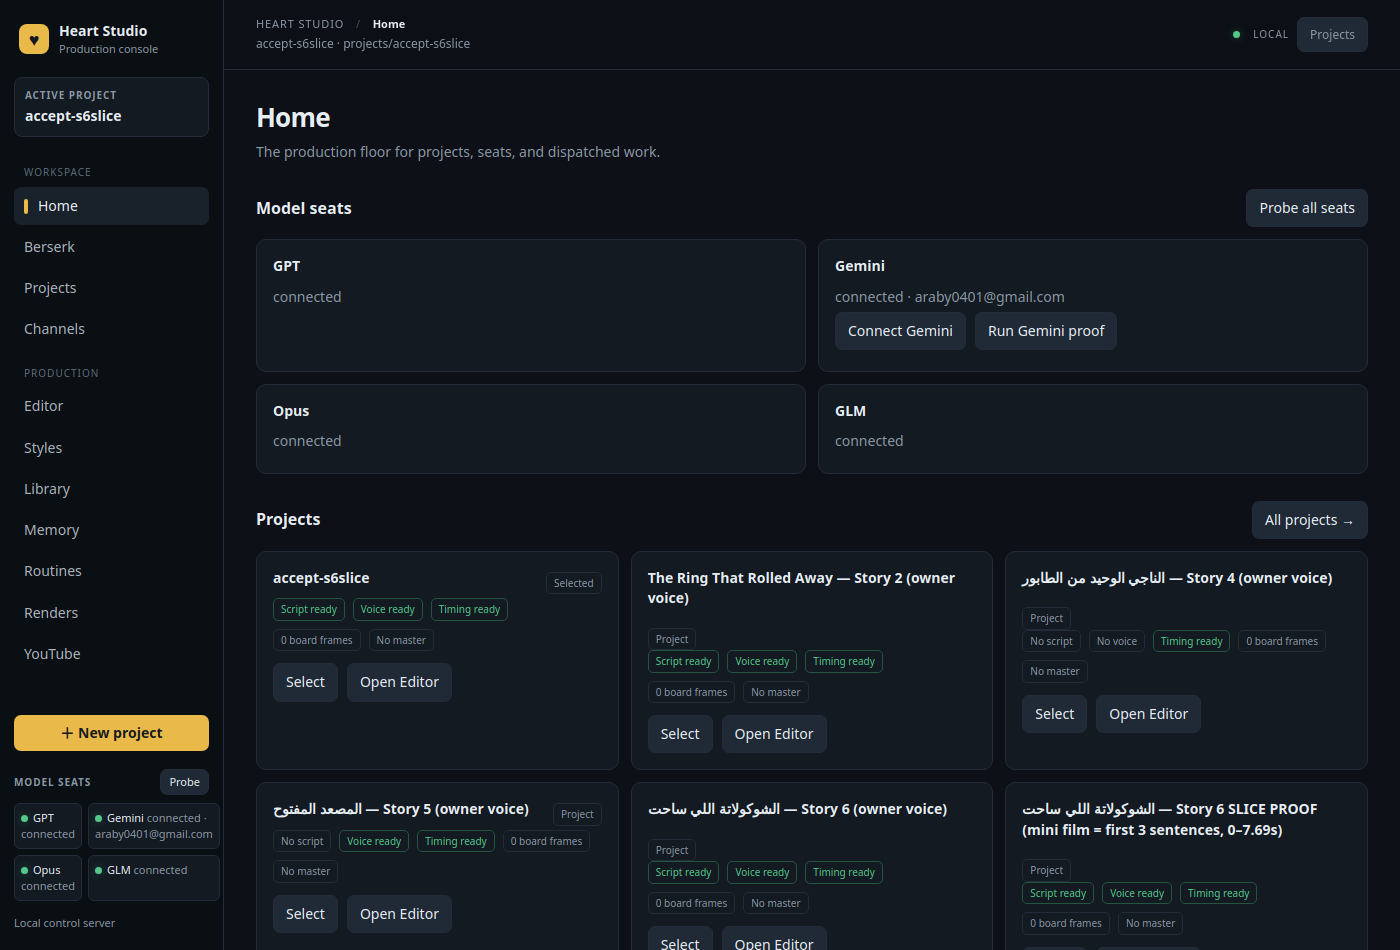 Heart Studio
Production console
ACTIVE PROJECT
accept-s6slice
WORKSPACE
Home
Berserk
Projects
Channels
PRODUCTION
Editor
Styles
Library
Memory
Routines
Renders
YouTube
+ New project
MODEL SEATS
Probe
GPT
connected
Gemini connected ·
araby0401@gmail.com
Opus
connected
GLM connected
Local control server
HEART STUDIO / Home
accept-s6slice · projects/accept-s6slice
LOCAL
Projects
Home
The production floor for projects, seats, and dispatched work.
Model seats
Probe all seats
GPT
connected
Gemini
connected · araby0401@gmail.com
Connect Gemini
Run Gemini proof
Opus
connected
GLM
connected
Projects
All projects →
accept-s6slice
Selected
Script ready
Voice ready
Timing ready
0 board frames
No master
Select
Open Editor
The Ring That Rolled Away — Story 2 (owner
voice)
Project
Script ready
Voice ready
Timing ready
0 board frames
No master
Select
Open Editor
الناجي الوحيد من الطابور — Story 4 (owner voice)
Project
No script
No voice
Timing ready
0 board frames
No master
Select
Open Editor
المصعد المفتوح — Story 5 (owner voice)
Project
No script
Voice ready
Timing ready
0 board frames
No master
Select
Open Editor
الشوكولاتة اللي ساحت — Story 6 (owner voice)
Project
Script ready
Voice ready
Timing ready
0 board frames
No master
Select
Open Editor
الشوكولاتة اللي ساحت — Story 6 SLICE PROOF
(mini film = first 3 sentences, 0–7.69s)
Project
Script ready
Voice ready
Timing ready
0 board frames
No master